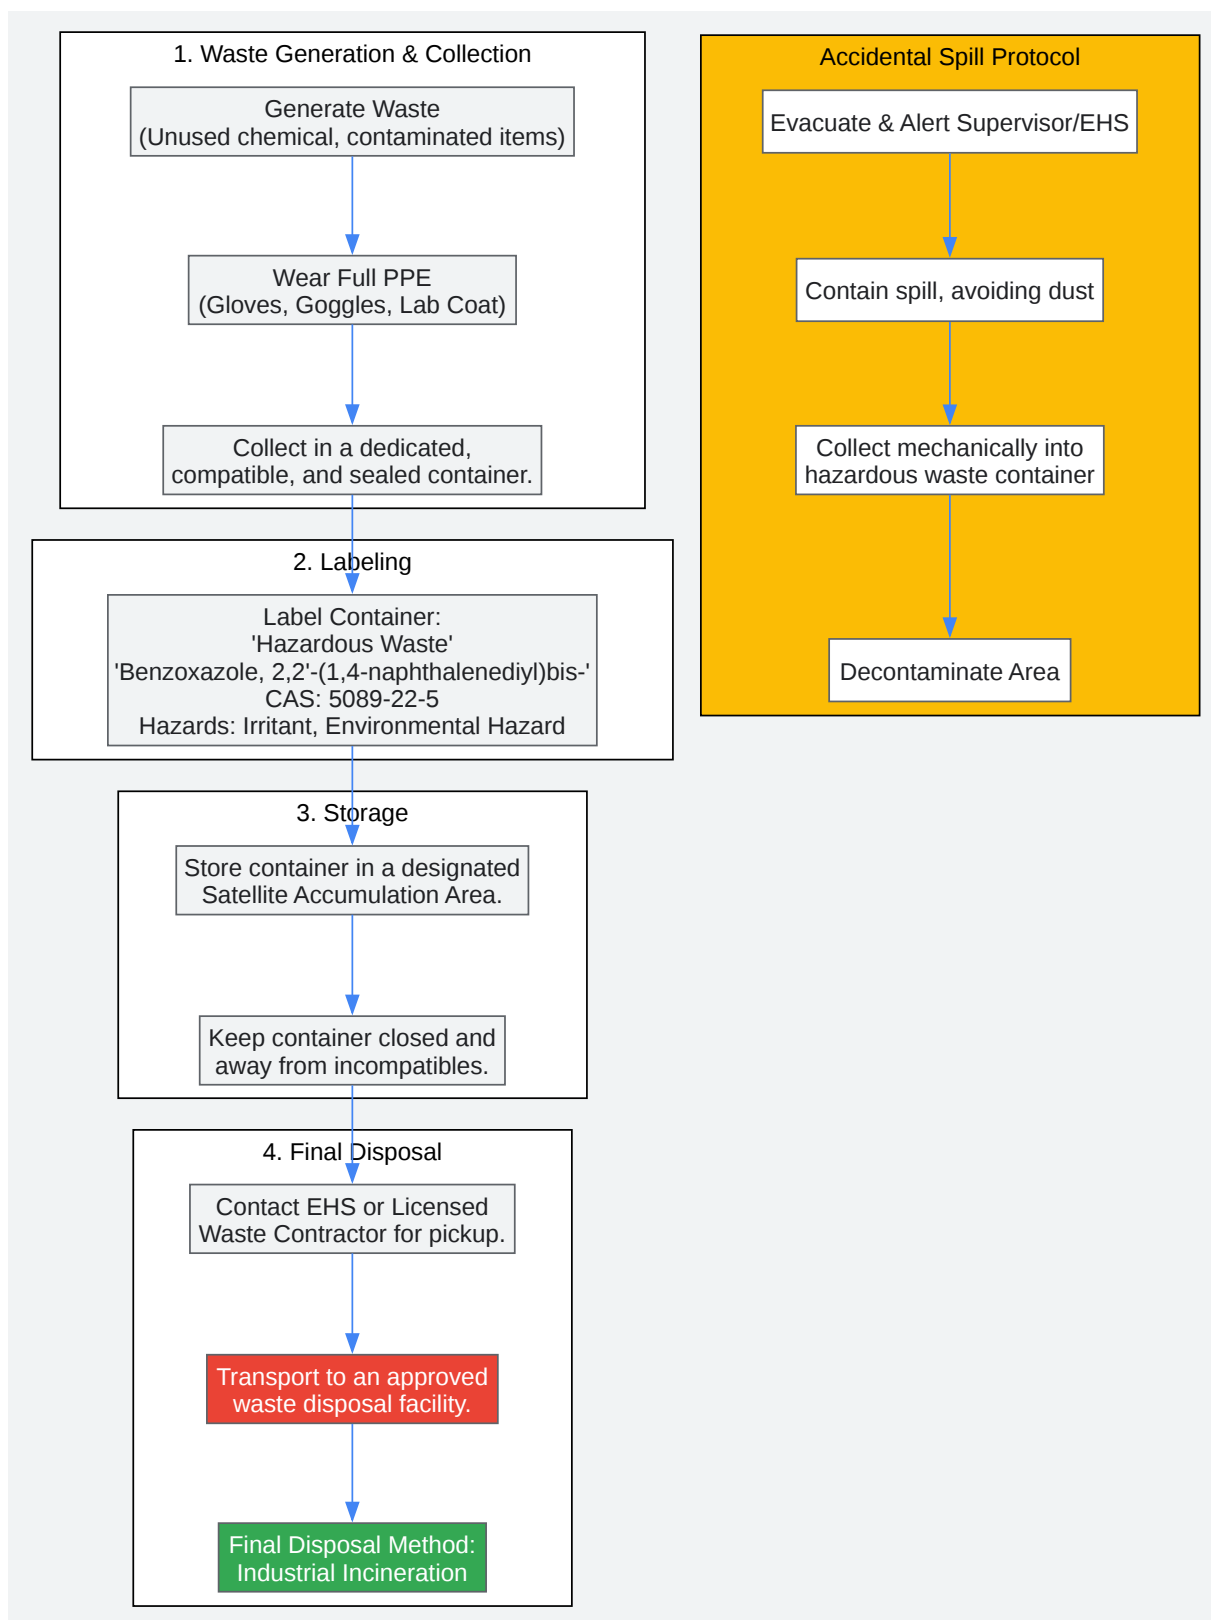 1. Waste Generation & Collection
Generate Waste
(Unused chemical, contaminated items)
Wear Full PPE
(Gloves, Goggles, Lab Coat)
Collect in a dedicated,
compatible, and sealed container.
2. Labeling
Label Container:
'Hazardous Waste'
'Benzoxazole, 2,2'-(1,4-naphthalenediyl)bis-'
CAS: 5089-22-5
Hazards: Irritant, Environmental Hazard
3. Storage
Store container in a designated
Satellite Accumulation Area.
Keep container closed and
away from incompatibles.
4. Final Disposal
Contact EHS or Licensed
Waste Contractor for pickup.
Transport to an approved
waste disposal facility.
Final Disposal Method:
Industrial Incineration
Accidental Spill Protocol
Evacuate & Alert Supervisor/EHS
Contain spill, avoiding dust
Collect mechanically into
hazardous waste container
Decontaminate Area